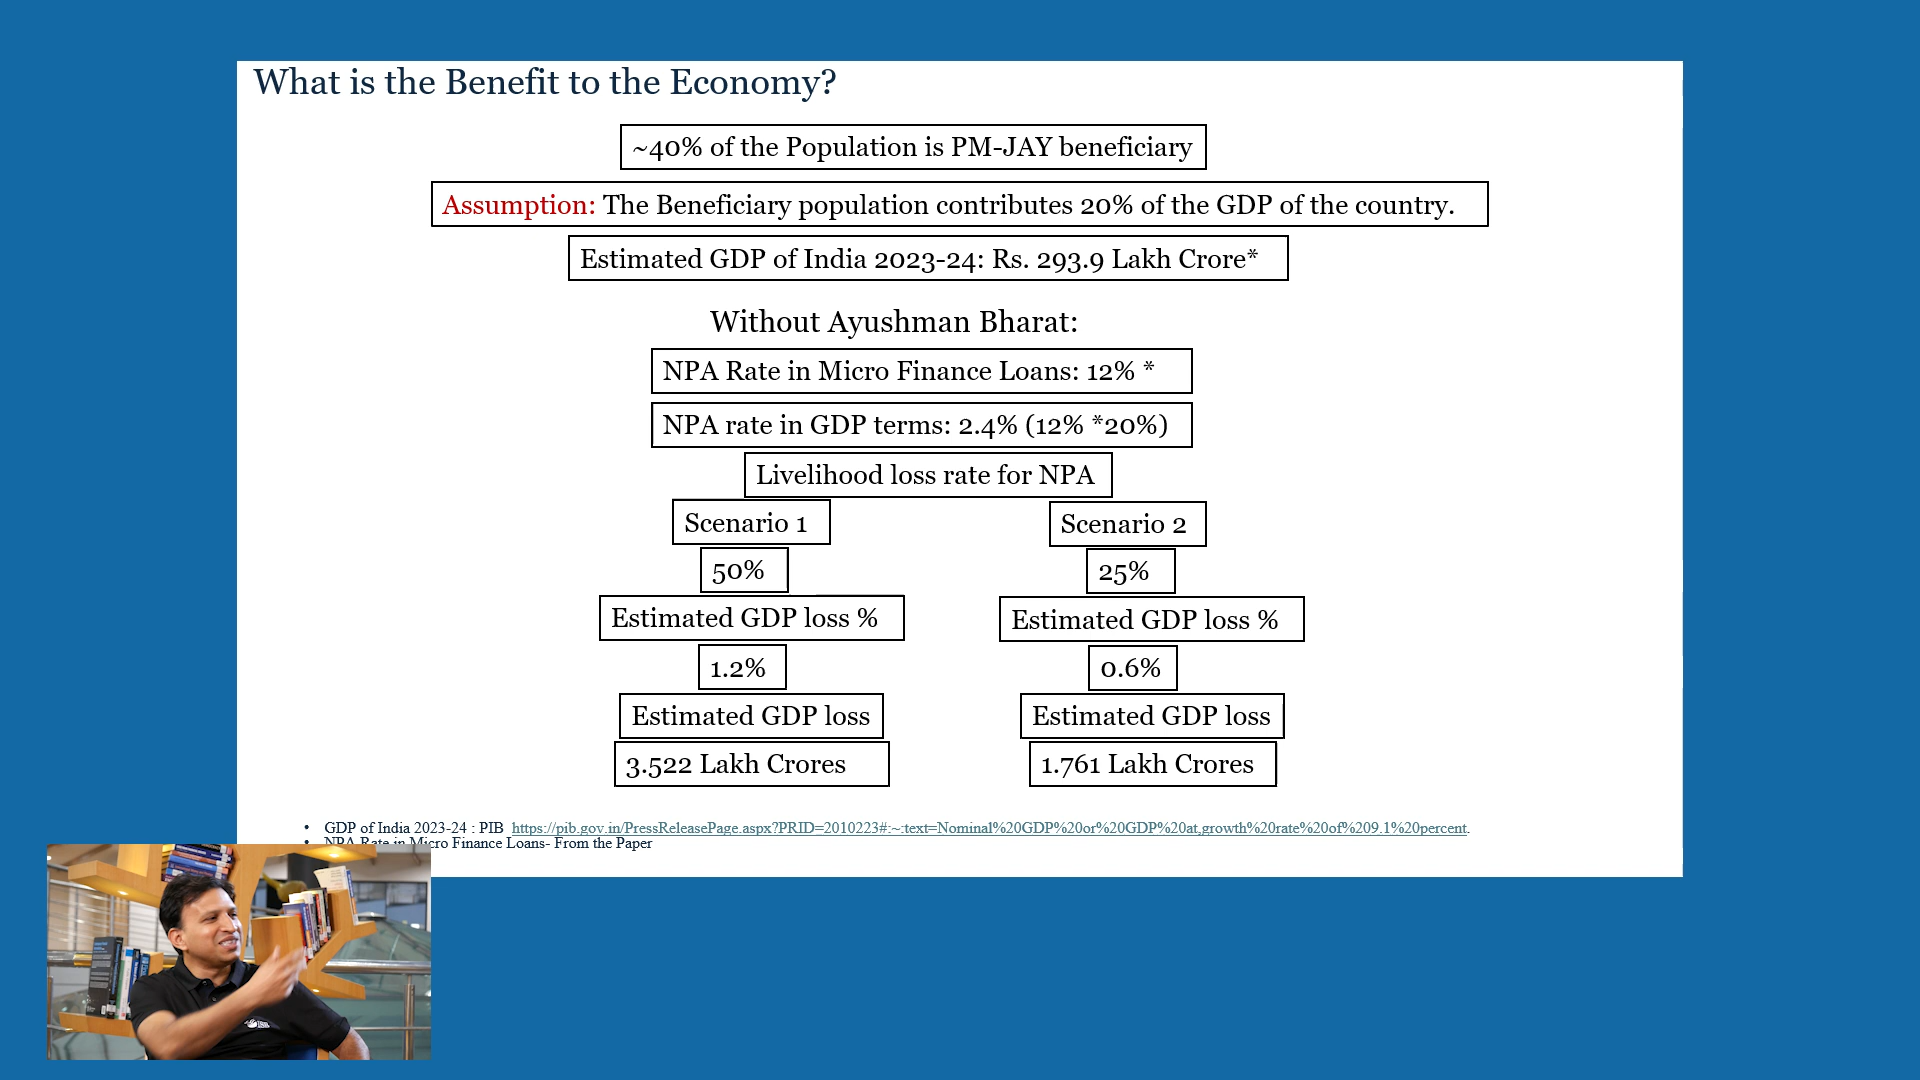 What is the Benefit to the Economy?
~40% of the Population is PM-JAY beneficiary
Assumption: The Beneficiary population contributes 20% of the GDP of the country.
Estimated GDP of India 2023-24: Rs. 293.9 Lakh Crore*
Without Ayushman Bharat:
NPA Rate in Micro Finance Loans: 12% *
NPA rate in GDP terms: 2.4% (12% *20%)
Livelihood loss rate for NPA
Scenario 1
Scenario 2
50%
25%
Estimated GDP loss %
Estimated GDP loss %
1.2%
0.6%
Estimated GDP loss
Estimated GDP loss
3.522 Lakh Crores
1.761 Lakh Crores
• GDP of India 2023-24 : PIB https://pib.gov.in/PressReleasePage.aspx?PRID=2010223#:~:text=Nominal%20GDP%20or%20GDP%20at,growth%20rate%20of%209.1%20percent.
• NPA Rate in Micro Finance Loans- From the Paper